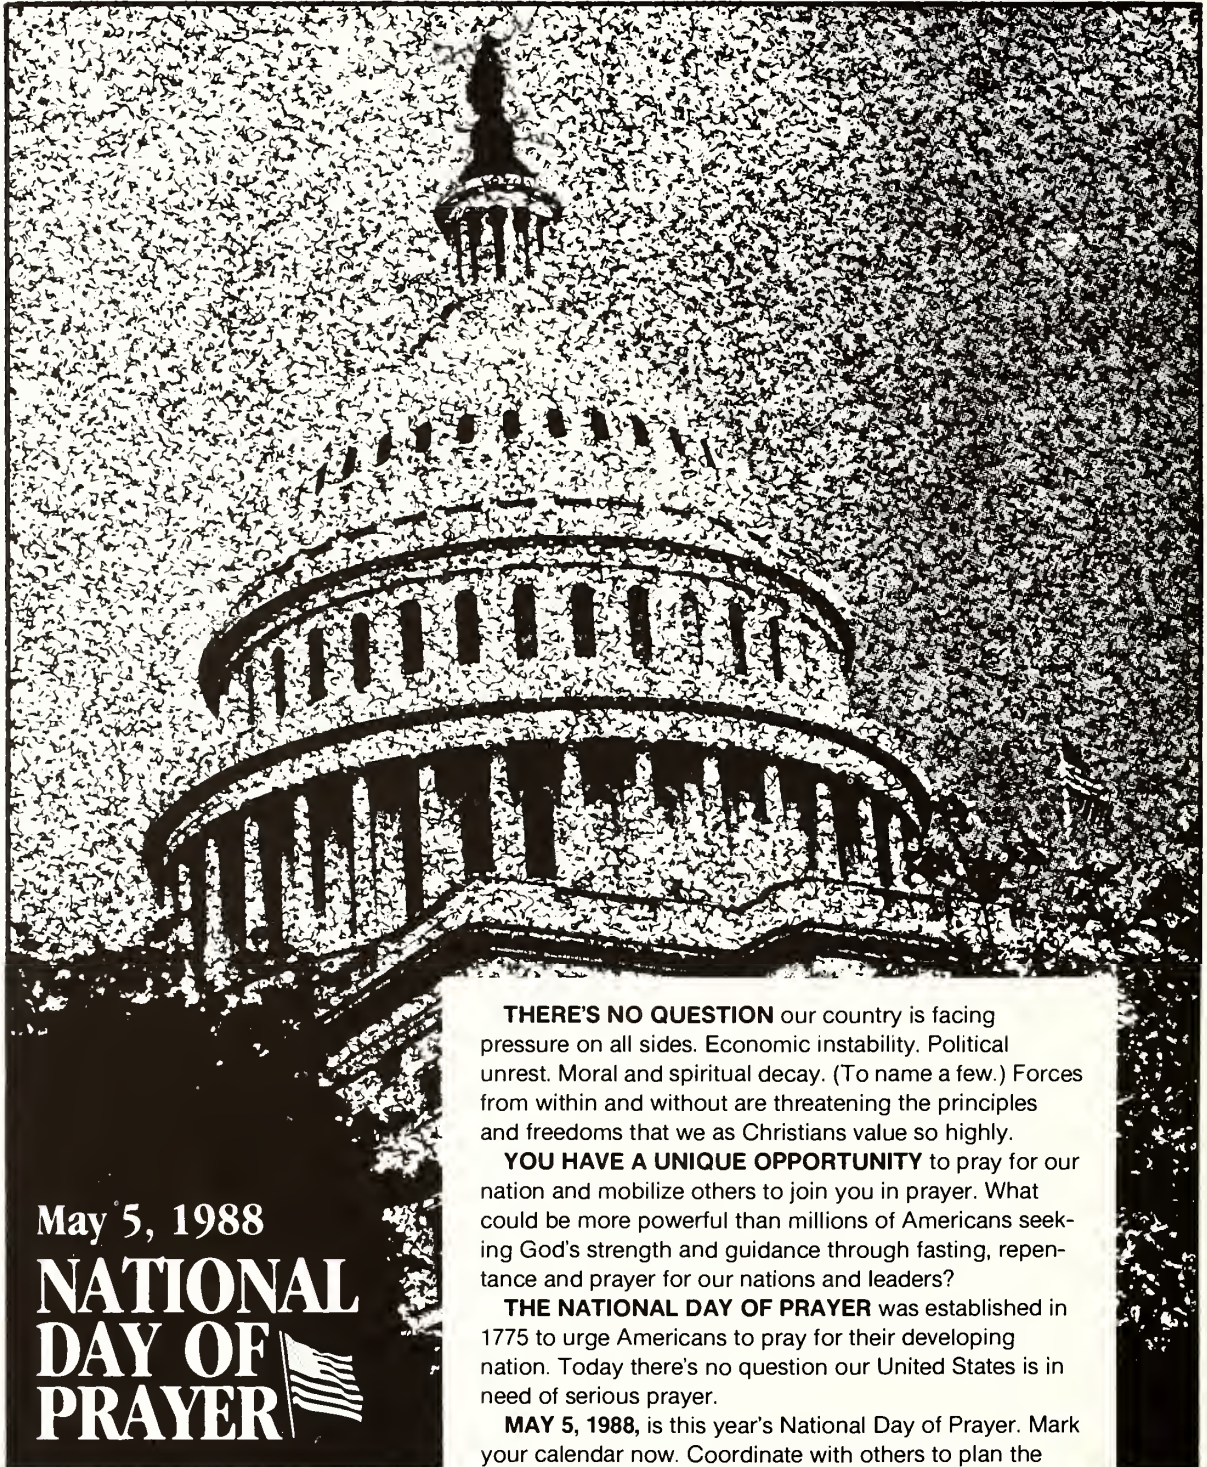 THERE'S NO QUESTION our country is facing
pressure on all sides. Economic instability. Political
unrest. Moral and spiritual decay. (To name a few.) Forces
from within and without are threatening the principles
and freedoms that we as Christians value so highly.
YOU HAVE A UNIQUE OPPORTUNITY to pray for our
nation and mobilize others to join you in prayer. What
could be more powerful than millions of Americans seek-
ing God's strength and guidance through fasting, repen-
tance and prayer for our nations and leaders?
THE NATIONAL DAY OF PRAYER was established in
1775 to urge Americans to pray for their developing
nation. Today there's no question our United States is in
need of serious prayer.
MAY 5, 1988, is this year's National Day of Prayer. Mark
your calendar now. Coordinate with others to plan the
May 5, 1988
NATIONAL
DAY OF
PRAYER